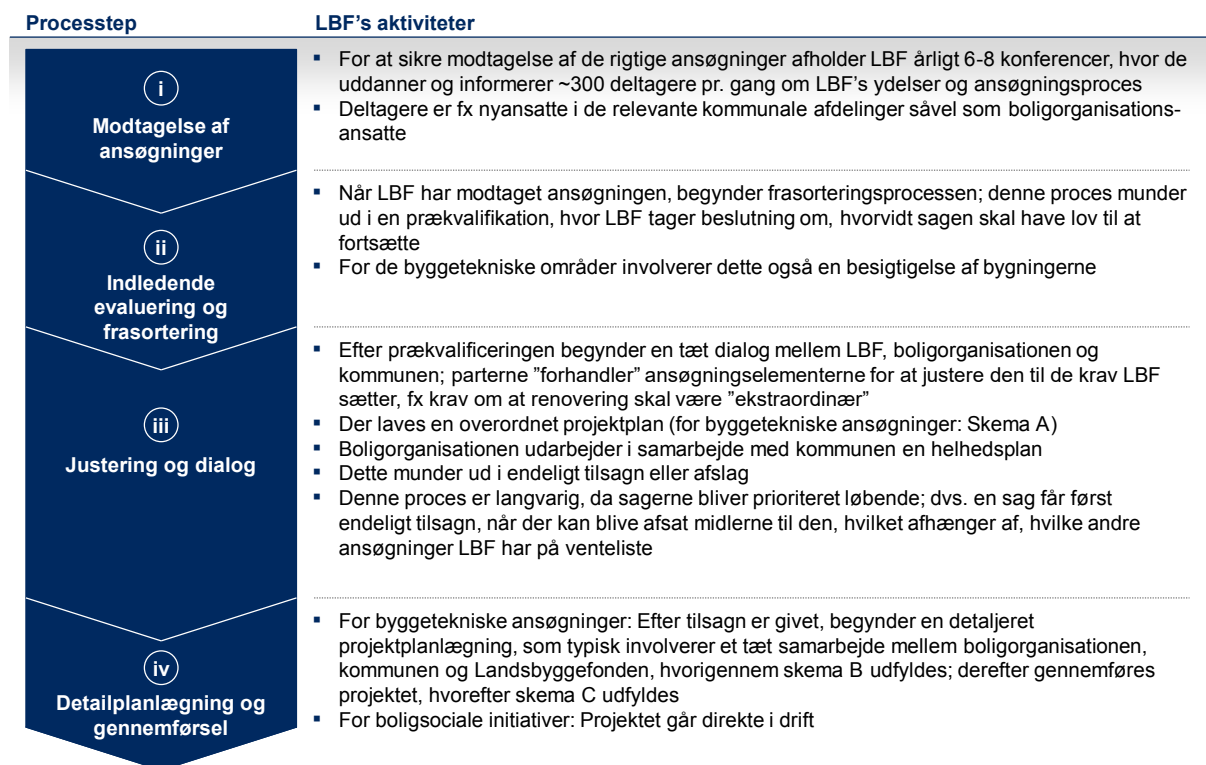 Processtep
LBF's aktiviteter
i
Modtagelse af
ansøgninger
▪ For at sikre modtagelse af de rigtige ansøgninger afholder LBF årligt 6-8 konferencer, hvor de
uddanner og informerer ~300 deltagere pr. gang om LBF's ydelser og ansøgningsproces
▪ Deltagere er fx nyansatte i de relevante kommunale afdelinger såvel som boligorganisations-
ansatte
ii
Indledende
evaluering og
frasortering
▪ Når LBF har modtaget ansøgningen, begynder frasorteringsprocessen; denne proces munder
ud i en prækvalifikation, hvor LBF tager beslutning om, hvorvidt sagen skal have lov til at
fortsætte
▪ For de byggetekniske områder involverer dette også en besigtigelse af bygningerne
iii
Justering og dialog
▪ Efter prækvalificeringen begynder en tæt dialog mellem LBF, boligorganisationen og
kommunen; parterne ”forhandler” ansøgningselementerne for at justere den til de krav LBF
sætter, fx krav om at renovering skal være ”ekstraordinær”
▪ Der laves en overordnet projektplan (for byggetekniske ansøgninger: Skema A)
▪ Boligorganisationen udarbejder i samarbejde med kommunen en helhedsplan
▪ Dette munder ud i endeligt tilsagn eller afslag
▪ Denne proces er langvarig, da sagerne bliver prioriteret løbende; dvs. en sag får først
endeligt tilsagn, når der kan blive afsat midlerne til den, hvilket afhænger af, hvilke andre
ansøgninger LBF har på venteliste
iv
Detailplanlægning og
gennemførsel
▪ For byggetekniske ansøgninger: Efter tilsagn er givet, begynder en detaljeret
projektplanlægning, som typisk involverer et tæt samarbejde mellem boligorganisationen,
kommunen og Landsbyggefonden, hvorigennem skema B udfyldes; derefter gennemføres
projektet, hvorefter skema C udfyldes
▪ For boligsociale initiativer: Projektet går direkte i drift